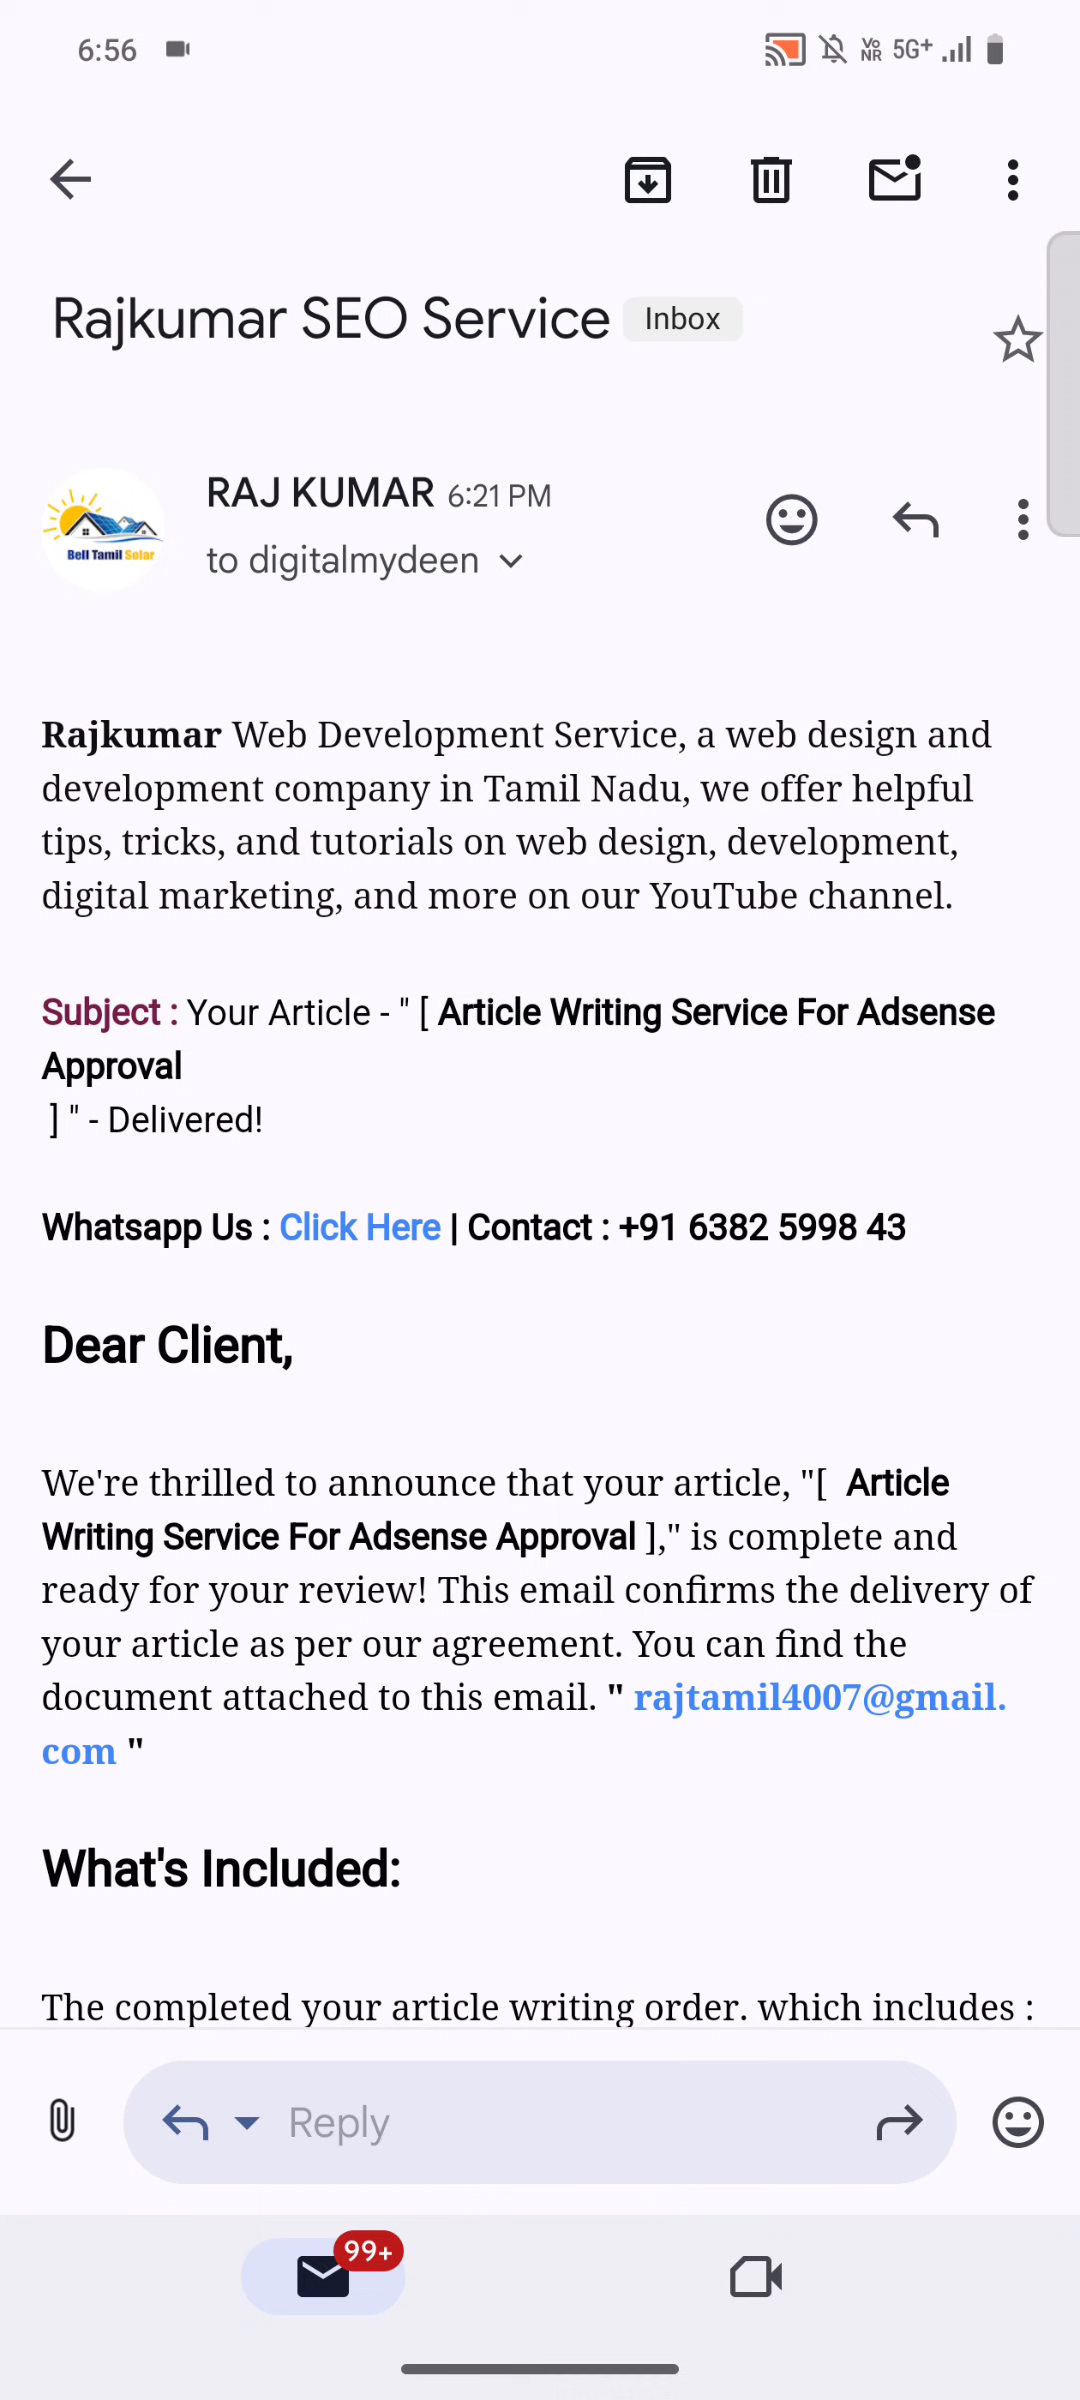 6:56
Vo NR 5G+
Rajkumar SEO Service Inbox
Bell Tamil Solar
RAJ KUMAR 6:21 PM
to digitalmydeen
Rajkumar Web Development Service, a web design and
development company in Tamil Nadu, we offer helpful
tips, tricks, and tutorials on web design, development,
digital marketing, and more on our YouTube channel.
Subject : Your Article - " [ Article Writing Service For Adsense
Approval
] " - Delivered!
Whatsapp Us : Click Here | Contact : +91 6382 5998 43
Dear Client,
We're thrilled to announce that your article, "[ Article
Writing Service For Adsense Approval ]," is complete and
ready for your review! This email confirms the delivery of
your article as per our agreement. You can find the
document attached to this email. " rajtamil4007@gmail.
com "
What's Included:
The completed your article writing order. which includes :
Reply
99+